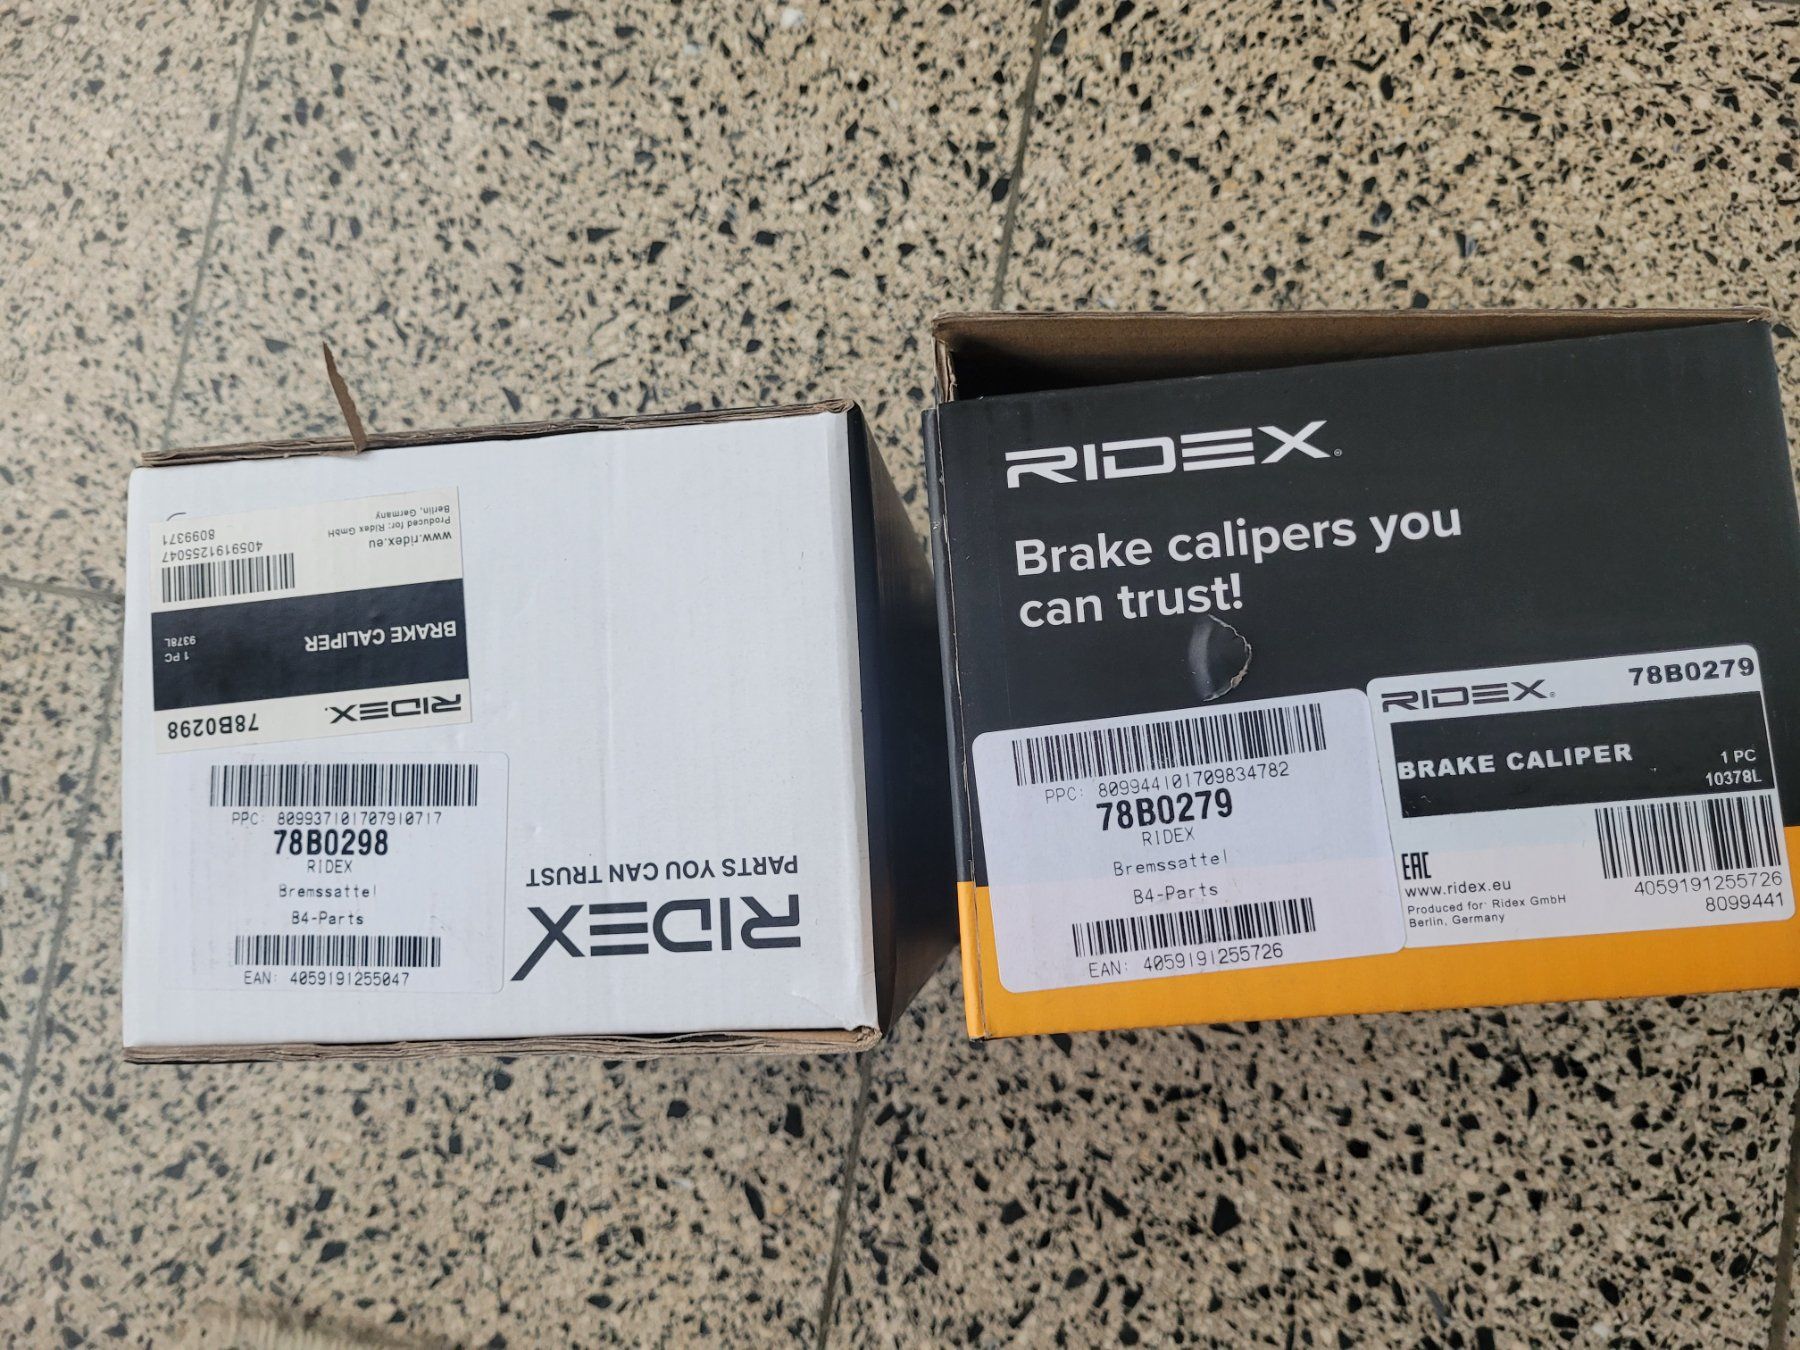 RIDEX
78B0298
BRAKE CALIPER
1 PC
9378L
www.ridex.eu
Produced for: Ridex GmbH
Berlin, Germany
4059191255047
8099371
PPC: 809937101707910717
78B0298
RIDEX
Bremssattel
B4-Parts
EAN: 4059191255047
RIDEX
PARTS YOU CAN TRUST
RIDEX®
Brake calipers you
can trust!
PPC: 809944101709834782
78B0279
RIDEX
Bremssattel
B4-Parts
EAN: 4059191255726
RIDEX® 78B0279
BRAKE CALIPER
1 PC
10378L
EAC
www.ridex.eu
Produced for: Ridex GmbH
Berlin, Germany
4059191255726
8099441